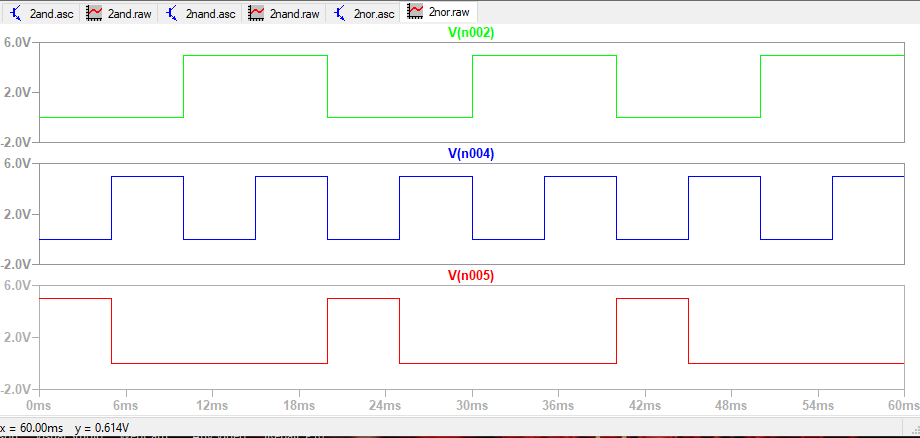 2and.asc 2and.raw 2nand.asc 2nand.raw 2nor.asc 2nor.raw
V(n002)
6.0V
2.0V
-2.0V
V(n004)
6.0V
2.0V
-2.0V
V(n005)
6.0V
2.0V
-2.0V
0ms 6ms 12ms 18ms 24ms 30ms 36ms 42ms 48ms 54ms 60ms
x = 60.00ms y = 0.614V